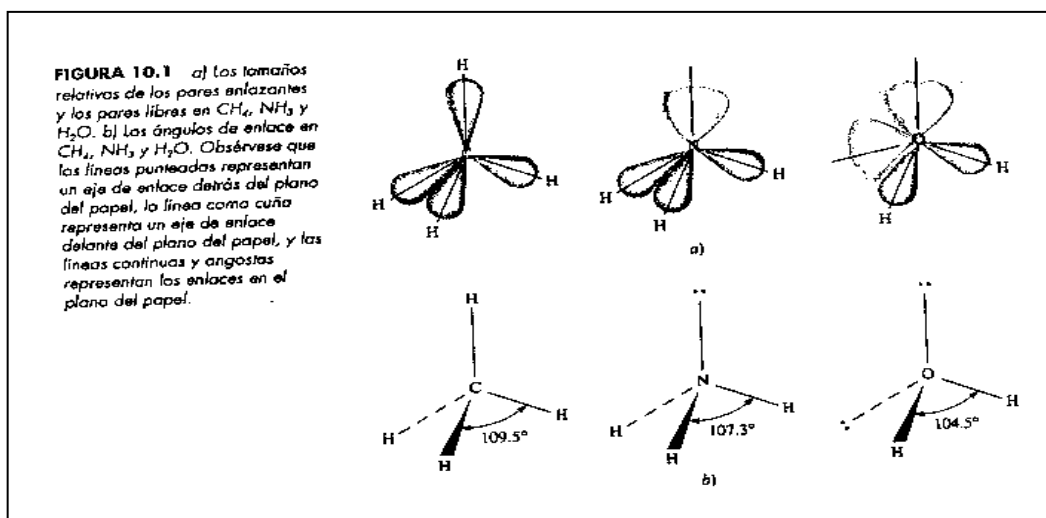 FIGURA 10.1 a) Los tamaños
relativos de los pares enlazantes
y los pares libres en CH₄, NH₃ y
H₂O. b) Los ángulos de enlace en
CH₄, NH₃ y H₂O. Obsérvese que
las líneas punteadas representan
un eje de enlace detrás del plano
del papel, la línea como cuña
representa un eje de enlace
delante del plano del papel, y las
líneas continuas y angostas
representan los enlaces en el
plano del papel.
H
H
H
H
H
H
H
H
H
a)
H
C
H
H
H
109.5°
N
H
H
H
107.3°
O
H
H
104.5°
b)